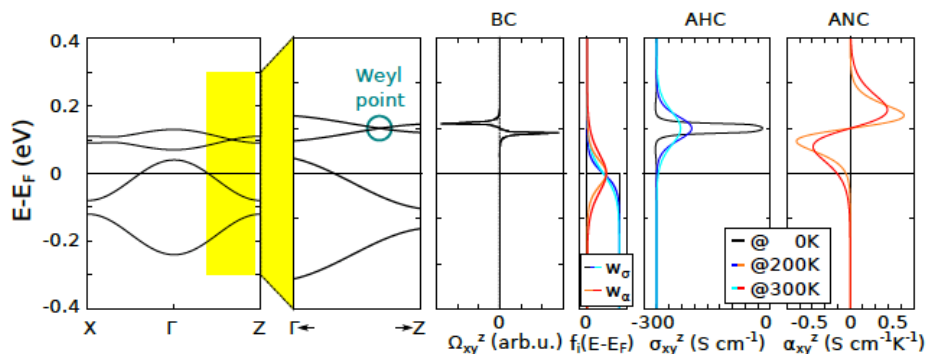 BC AHC ANC
E-E_F (eV)
0.4
0.2
0
-0.2
-0.4
X Γ Z Γ Z
Weyl
point
0
Ω_xy^z (arb.u.)
w_σ
w_α
0 1
f_i(E-E_F)
-300 0
σ_xy^z (S cm⁻¹)
@ 0K
@200K
@300K
-0.5 0 0.5
α_xy^z (S cm⁻¹K⁻¹)